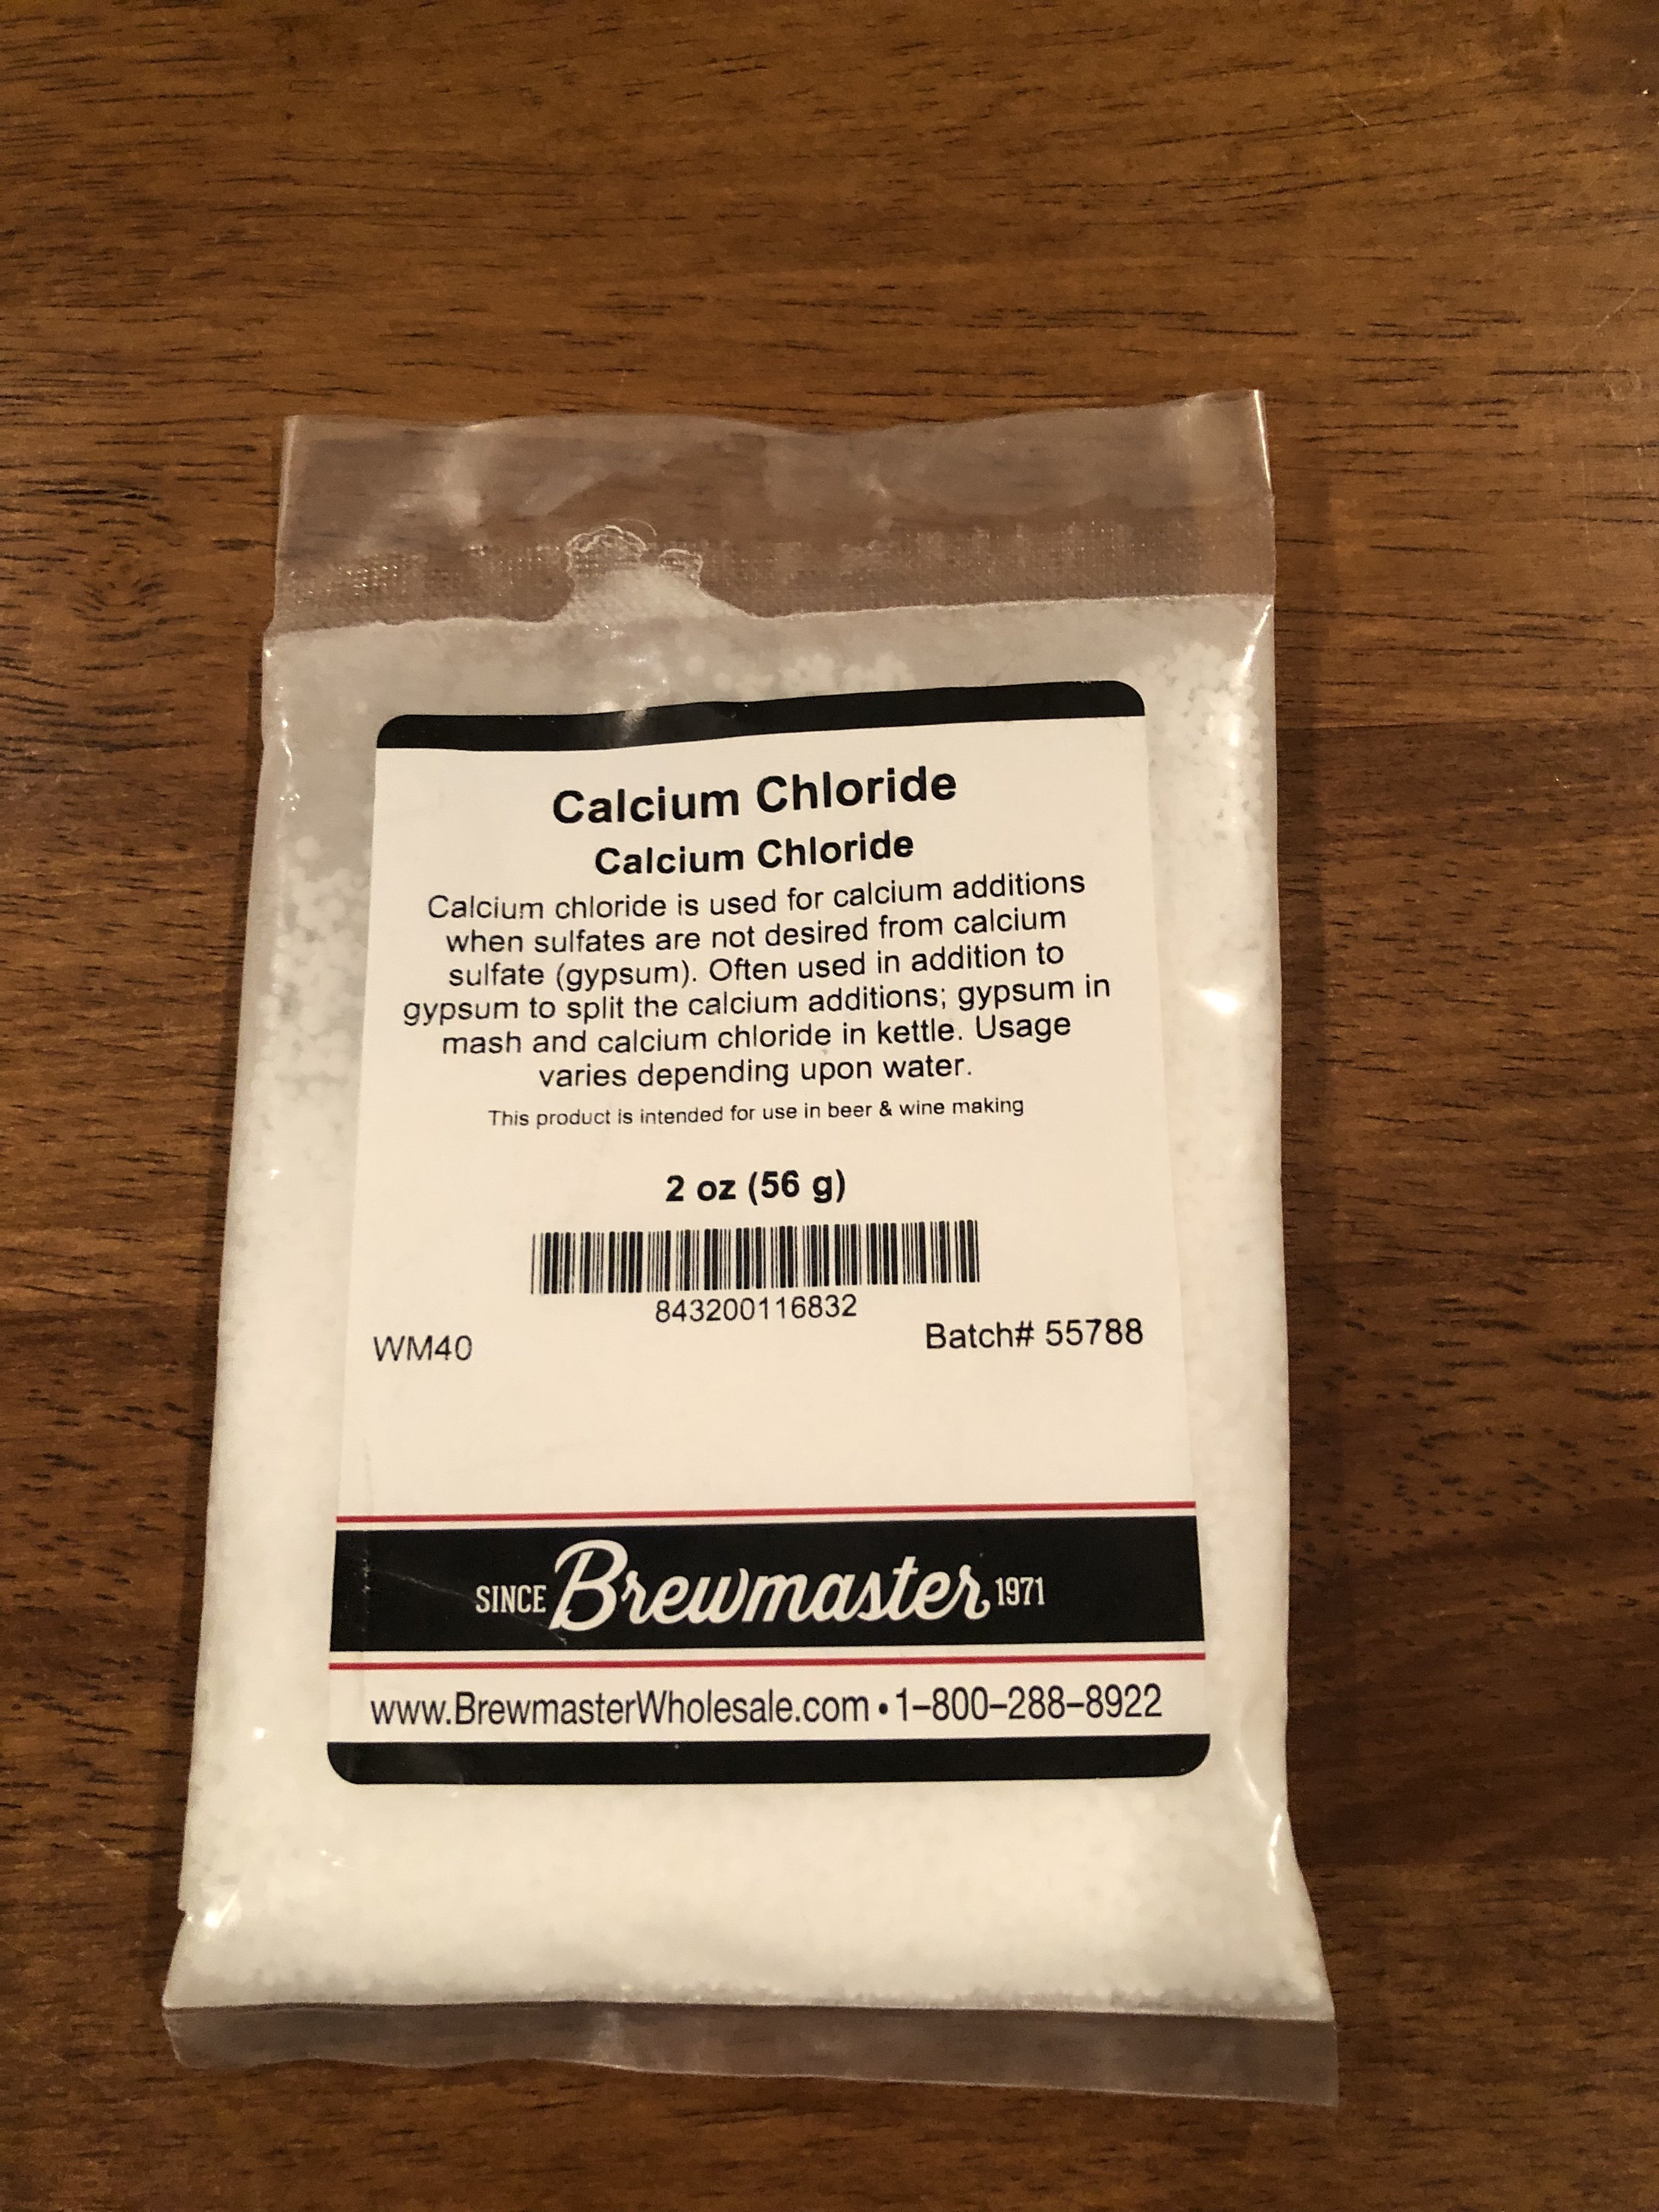 Calcium Chloride
Calcium Chloride
Calcium chloride is used for calcium additions
when sulfates are not desired from calcium
sulfate (gypsum). Often used in addition to
gypsum to split the calcium additions; gypsum in
mash and calcium chloride in kettle. Usage
varies depending upon water.
This product is intended for use in beer & wine making
2 oz (56 g)
843200116832
WM40 Batch# 55788
SINCE Brewmaster 1971
www.BrewmasterWholesale.com • 1-800-288-8922